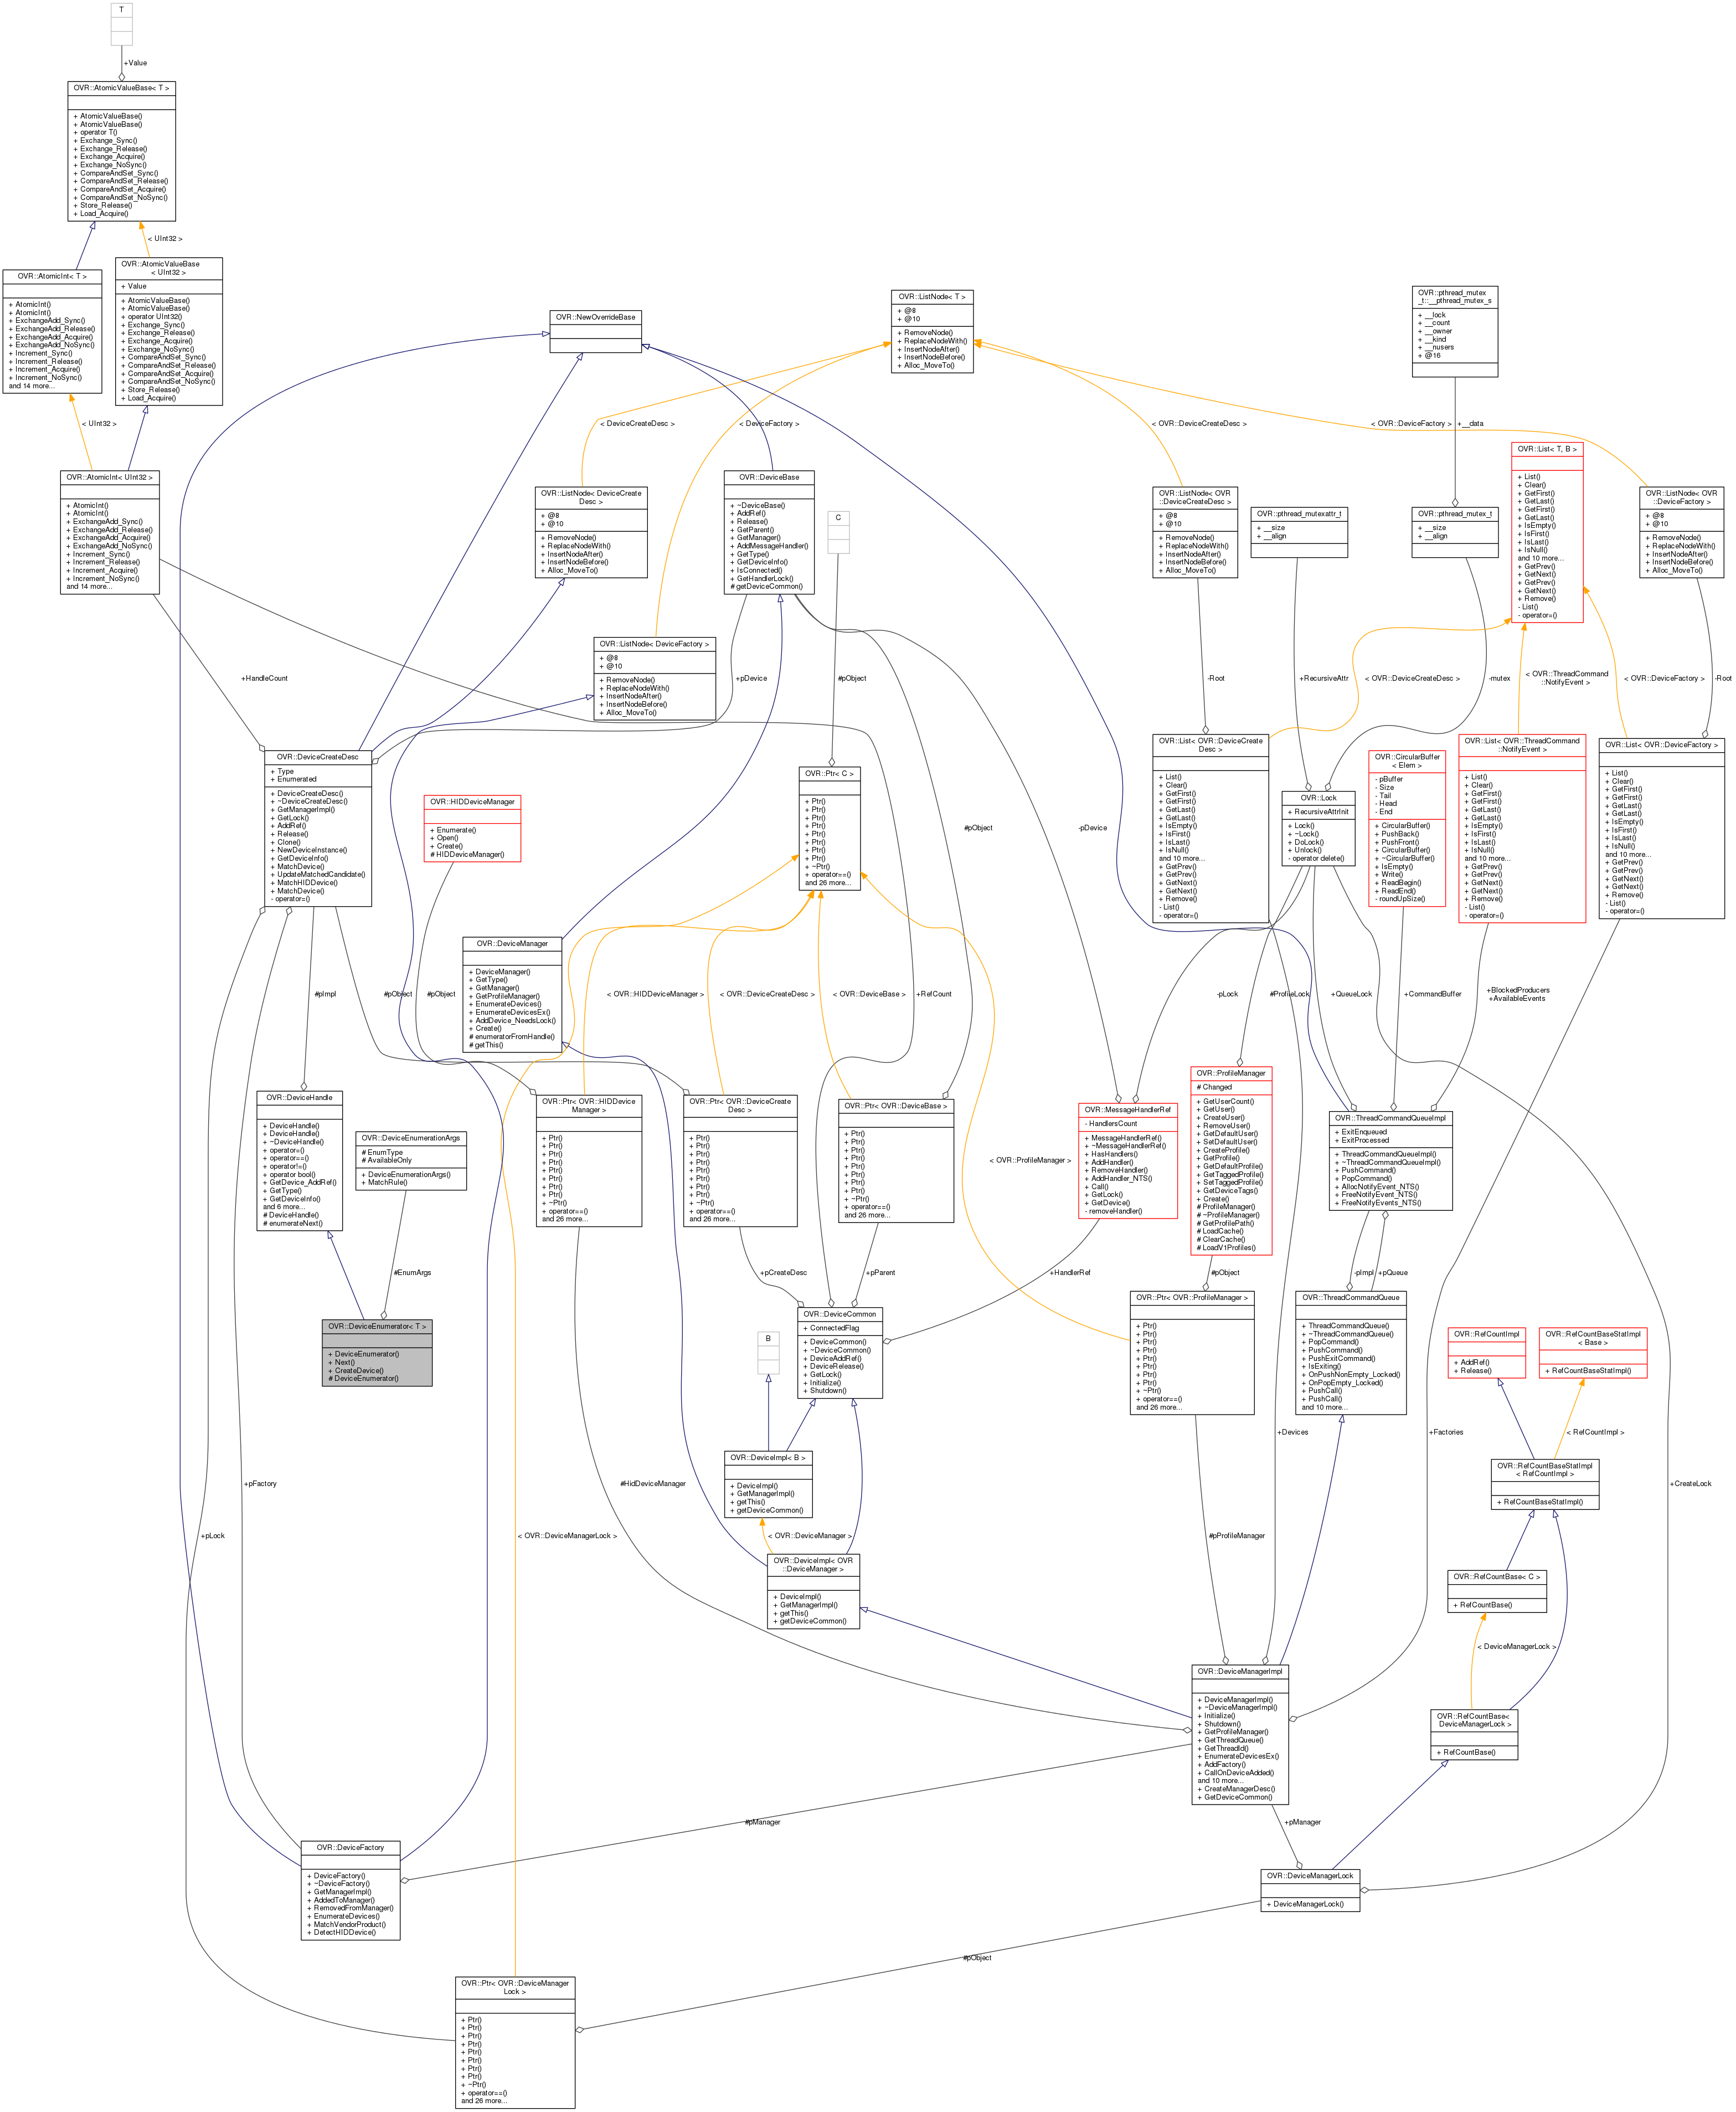 T
+Value
OVR::AtomicValueBase< T >
+ AtomicValueBase()
+ AtomicValueBase()
+ operator T()
+ Exchange_Sync()
+ Exchange_Release()
+ Exchange_Acquire()
+ Exchange_NoSync()
+ CompareAndSet_Sync()
+ CompareAndSet_Release()
+ CompareAndSet_Acquire()
+ CompareAndSet_NoSync()
+ Store_Release()
+ Load_Acquire()
< UInt32 >
OVR::AtomicInt< T >
+ AtomicInt()
+ AtomicInt()
+ ExchangeAdd_Sync()
+ ExchangeAdd_Release()
+ ExchangeAdd_Acquire()
+ ExchangeAdd_NoSync()
+ Increment_Sync()
+ Increment_Release()
+ Increment_Acquire()
+ Increment_NoSync()
and 14 more...
OVR::AtomicValueBase
< UInt32 >
+ Value
+ AtomicValueBase()
+ AtomicValueBase()
+ operator UInt32()
+ Exchange_Sync()
+ Exchange_Release()
+ Exchange_Acquire()
+ Exchange_NoSync()
+ CompareAndSet_Sync()
+ CompareAndSet_Release()
+ CompareAndSet_Acquire()
+ CompareAndSet_NoSync()
+ Store_Release()
+ Load_Acquire()
< UInt32 >
OVR::AtomicInt< UInt32 >
+ AtomicInt()
+ AtomicInt()
+ ExchangeAdd_Sync()
+ ExchangeAdd_Release()
+ ExchangeAdd_Acquire()
+ ExchangeAdd_NoSync()
+ Increment_Sync()
+ Increment_Release()
+ Increment_Acquire()
+ Increment_NoSync()
and 14 more...
OVR::NewOverrideBase
OVR::ListNode< T >
+ @8
+ @10
+ RemoveNode()
+ ReplaceNodeWith()
+ InsertNodeAfter()
+ InsertNodeBefore()
+ Alloc_MoveTo()
OVR::pthread_mutex
_t::__pthread_mutex_s
+ __lock
+ __count
+ __owner
+ __kind
+ __nusers
+ @16
< DeviceCreateDesc >
< DeviceFactory >
< OVR::DeviceCreateDesc >
< OVR::DeviceFactory >
+__data
OVR::ListNode< DeviceCreate
Desc >
+ @8
+ @10
+ RemoveNode()
+ ReplaceNodeWith()
+ InsertNodeAfter()
+ InsertNodeBefore()
+ Alloc_MoveTo()
OVR::DeviceBase
+ ~DeviceBase()
+ AddRef()
+ Release()
+ GetParent()
+ GetManager()
+ AddMessageHandler()
+ GetType()
+ GetDeviceInfo()
+ IsConnected()
+ GetHandlerLock()
# getDeviceCommon()
C
OVR::ListNode< OVR
::DeviceCreateDesc >
+ @8
+ @10
+ RemoveNode()
+ ReplaceNodeWith()
+ InsertNodeAfter()
+ InsertNodeBefore()
+ Alloc_MoveTo()
OVR::pthread_mutexattr_t
+ __size
+ __align
OVR::pthread_mutex_t
+ __size
+ __align
OVR::List< T, B >
+ List()
+ Clear()
+ GetFirst()
+ GetLast()
+ GetFirst()
+ GetLast()
+ IsEmpty()
+ IsFirst()
+ IsLast()
+ IsNull()
and 10 more...
+ GetPrev()
+ GetNext()
+ GetPrev()
+ GetNext()
+ Remove()
- List()
- operator=()
OVR::ListNode< OVR
::DeviceFactory >
+ @8
+ @10
+ RemoveNode()
+ ReplaceNodeWith()
+ InsertNodeAfter()
+ InsertNodeBefore()
+ Alloc_MoveTo()
OVR::ListNode< DeviceFactory >
+ @8
+ @10
+ RemoveNode()
+ ReplaceNodeWith()
+ InsertNodeAfter()
+ InsertNodeBefore()
+ Alloc_MoveTo()
+HandleCount
+pDevice
#pObject
-Root
+RecursiveAttr
< OVR::DeviceCreateDesc >
-mutex
< OVR::ThreadCommand
::NotifyEvent >
< OVR::DeviceFactory >
-Root
OVR::DeviceCreateDesc
+ Type
+ Enumerated
+ DeviceCreateDesc()
+ ~DeviceCreateDesc()
+ GetManagerImpl()
+ GetLock()
+ AddRef()
+ Release()
+ Clone()
+ NewDeviceInstance()
+ GetDeviceInfo()
+ MatchDevice()
+ UpdateMatchedCandidate()
+ MatchHIDDevice()
+ MatchDevice()
- operator=()
OVR::HIDDeviceManager
+ Enumerate()
+ Open()
+ Create()
# HIDDeviceManager()
OVR::Ptr< C >
+ Ptr()
+ Ptr()
+ Ptr()
+ Ptr()
+ Ptr()
+ Ptr()
+ Ptr()
+ Ptr()
+ ~Ptr()
+ operator==()
and 26 more...
#pObject
-pDevice
OVR::List< OVR::DeviceCreate
Desc >
+ List()
+ Clear()
+ GetFirst()
+ GetFirst()
+ GetLast()
+ GetLast()
+ IsEmpty()
+ IsFirst()
+ IsLast()
+ IsNull()
and 10 more...
+ GetPrev()
+ GetPrev()
+ GetNext()
+ GetNext()
+ Remove()
- List()
- operator=()
OVR::Lock
+ RecursiveAttrInit
+ Lock()
+ ~Lock()
+ DoLock()
+ Unlock()
- operator delete()
OVR::CircularBuffer
< Elem >
- pBuffer
- Size
- Tail
- Head
- End
+ CircularBuffer()
+ PushBack()
+ PushFront()
+ CircularBuffer()
+ ~CircularBuffer()
+ IsEmpty()
+ Write()
+ ReadBegin()
+ ReadEnd()
- roundUpSize()
OVR::List< OVR::ThreadCommand
::NotifyEvent >
+ List()
+ Clear()
+ GetFirst()
+ GetFirst()
+ GetLast()
+ GetLast()
+ IsEmpty()
+ IsFirst()
+ IsLast()
+ IsNull()
and 10 more...
+ GetPrev()
+ GetPrev()
+ GetNext()
+ GetNext()
+ Remove()
- List()
- operator=()
OVR::List< OVR::DeviceFactory >
+ List()
+ Clear()
+ GetFirst()
+ GetFirst()
+ GetLast()
+ GetLast()
+ IsEmpty()
+ IsFirst()
+ IsLast()
+ IsNull()
and 10 more...
+ GetPrev()
+ GetPrev()
+ GetNext()
+ GetNext()
+ Remove()
- List()
- operator=()
OVR::DeviceManager
+ DeviceManager()
+ GetType()
+ GetManager()
+ GetProfileManager()
+ EnumerateDevices()
+ EnumerateDevicesEx()
+ AddDevice_NeedsLock()
+ Create()
# enumeratorFromHandle()
# getThis()
#pImpl
#pObject
#pObject
< OVR::HIDDeviceManager >
< OVR::DeviceCreateDesc >
< OVR::DeviceBase >
+RefCount
-pLock
#ProfileLock
+QueueLock
+CommandBuffer
+BlockedProducers
+AvailableEvents
OVR::DeviceHandle
+ DeviceHandle()
+ DeviceHandle()
+ ~DeviceHandle()
+ operator=()
+ operator==()
+ operator!=()
+ operator bool()
+ GetDevice_AddRef()
+ GetType()
+ GetDeviceInfo()
and 6 more...
# DeviceHandle()
# enumerateNext()
OVR::DeviceEnumerationArgs
# EnumType
# AvailableOnly
+ DeviceEnumerationArgs()
+ MatchRule()
OVR::Ptr< OVR::HIDDevice
Manager >
+ Ptr()
+ Ptr()
+ Ptr()
+ Ptr()
+ Ptr()
+ Ptr()
+ Ptr()
+ Ptr()
+ ~Ptr()
+ operator==()
and 26 more...
OVR::Ptr< OVR::DeviceCreate
Desc >
+ Ptr()
+ Ptr()
+ Ptr()
+ Ptr()
+ Ptr()
+ Ptr()
+ Ptr()
+ Ptr()
+ ~Ptr()
+ operator==()
and 26 more...
OVR::Ptr< OVR::DeviceBase >
+ Ptr()
+ Ptr()
+ Ptr()
+ Ptr()
+ Ptr()
+ Ptr()
+ Ptr()
+ Ptr()
+ ~Ptr()
+ operator==()
and 26 more...
< OVR::ProfileManager >
OVR::MessageHandlerRef
- HandlersCount
+ MessageHandlerRef()
+ ~MessageHandlerRef()
+ HasHandlers()
+ AddHandler()
+ RemoveHandler()
+ AddHandler_NTS()
+ Call()
+ GetLock()
+ GetDevice()
- removeHandler()
OVR::ProfileManager
# Changed
+ GetUserCount()
+ GetUser()
+ CreateUser()
+ RemoveUser()
+ GetDefaultUser()
+ SetDefaultUser()
+ CreateProfile()
+ GetProfile()
+ GetDefaultProfile()
+ GetTaggedProfile()
+ SetTaggedProfile()
+ GetDeviceTags()
+ Create()
# ProfileManager()
# ~ProfileManager()
# GetProfilePath()
# LoadCache()
# ClearCache()
# LoadV1Profiles()
OVR::ThreadCommandQueueImpl
+ ExitEnqueued
+ ExitProcessed
+ ThreadCommandQueueImpl()
+ ~ThreadCommandQueueImpl()
+ PushCommand()
+ PopCommand()
+ AllocNotifyEvent_NTS()
+ FreeNotifyEvent_NTS()
+ FreeNotifyEvents_NTS()
#EnumArgs
+pCreateDesc
+pParent
+HandlerRef
#pObject
-pImpl
+pQueue
OVR::DeviceEnumerator< T >
+ DeviceEnumerator()
+ Next()
+ CreateDevice()
# DeviceEnumerator()
B
OVR::DeviceCommon
+ ConnectedFlag
+ DeviceCommon()
+ ~DeviceCommon()
+ DeviceAddRef()
+ DeviceRelease()
+ GetLock()
+ Initialize()
+ Shutdown()
OVR::Ptr< OVR::ProfileManager >
+ Ptr()
+ Ptr()
+ Ptr()
+ Ptr()
+ Ptr()
+ Ptr()
+ Ptr()
+ Ptr()
+ ~Ptr()
+ operator==()
and 26 more...
OVR::ThreadCommandQueue
+ ThreadCommandQueue()
+ ~ThreadCommandQueue()
+ PopCommand()
+ PushCommand()
+ PushExitCommand()
+ IsExiting()
+ OnPushNonEmpty_Locked()
+ OnPopEmpty_Locked()
+ PushCall()
+ PushCall()
and 10 more...
OVR::RefCountImpl
+ AddRef()
+ Release()
OVR::RefCountBaseStatImpl
< Base >
+ RefCountBaseStatImpl()
+Devices
+Factories
< RefCountImpl >
+pFactory
#HidDeviceManager
OVR::DeviceImpl< B >
+ DeviceImpl()
+ GetManagerImpl()
+ getThis()
+ getDeviceCommon()
OVR::RefCountBaseStatImpl
< RefCountImpl >
+ RefCountBaseStatImpl()
+CreateLock
+pLock
< OVR::DeviceManagerLock >
< OVR::DeviceManager >
#pProfileManager
OVR::DeviceImpl< OVR
::DeviceManager >
+ DeviceImpl()
+ GetManagerImpl()
+ getThis()
+ getDeviceCommon()
OVR::RefCountBase< C >
+ RefCountBase()
< DeviceManagerLock >
OVR::DeviceManagerImpl
+ DeviceManagerImpl()
+ ~DeviceManagerImpl()
+ Initialize()
+ Shutdown()
+ GetProfileManager()
+ GetThreadQueue()
+ GetThreadId()
+ EnumerateDevicesEx()
+ AddFactory()
+ CallOnDeviceAdded()
and 10 more...
+ CreateManagerDesc()
+ GetDeviceCommon()
OVR::RefCountBase<
DeviceManagerLock >
+ RefCountBase()
#pManager
+pManager
OVR::DeviceFactory
+ DeviceFactory()
+ ~DeviceFactory()
+ GetManagerImpl()
+ AddedToManager()
+ RemovedFromManager()
+ EnumerateDevices()
+ MatchVendorProduct()
+ DetectHIDDevice()
OVR::DeviceManagerLock
+ DeviceManagerLock()
#pObject
OVR::Ptr< OVR::DeviceManager
Lock >
+ Ptr()
+ Ptr()
+ Ptr()
+ Ptr()
+ Ptr()
+ Ptr()
+ Ptr()
+ Ptr()
+ ~Ptr()
+ operator==()
and 26 more...